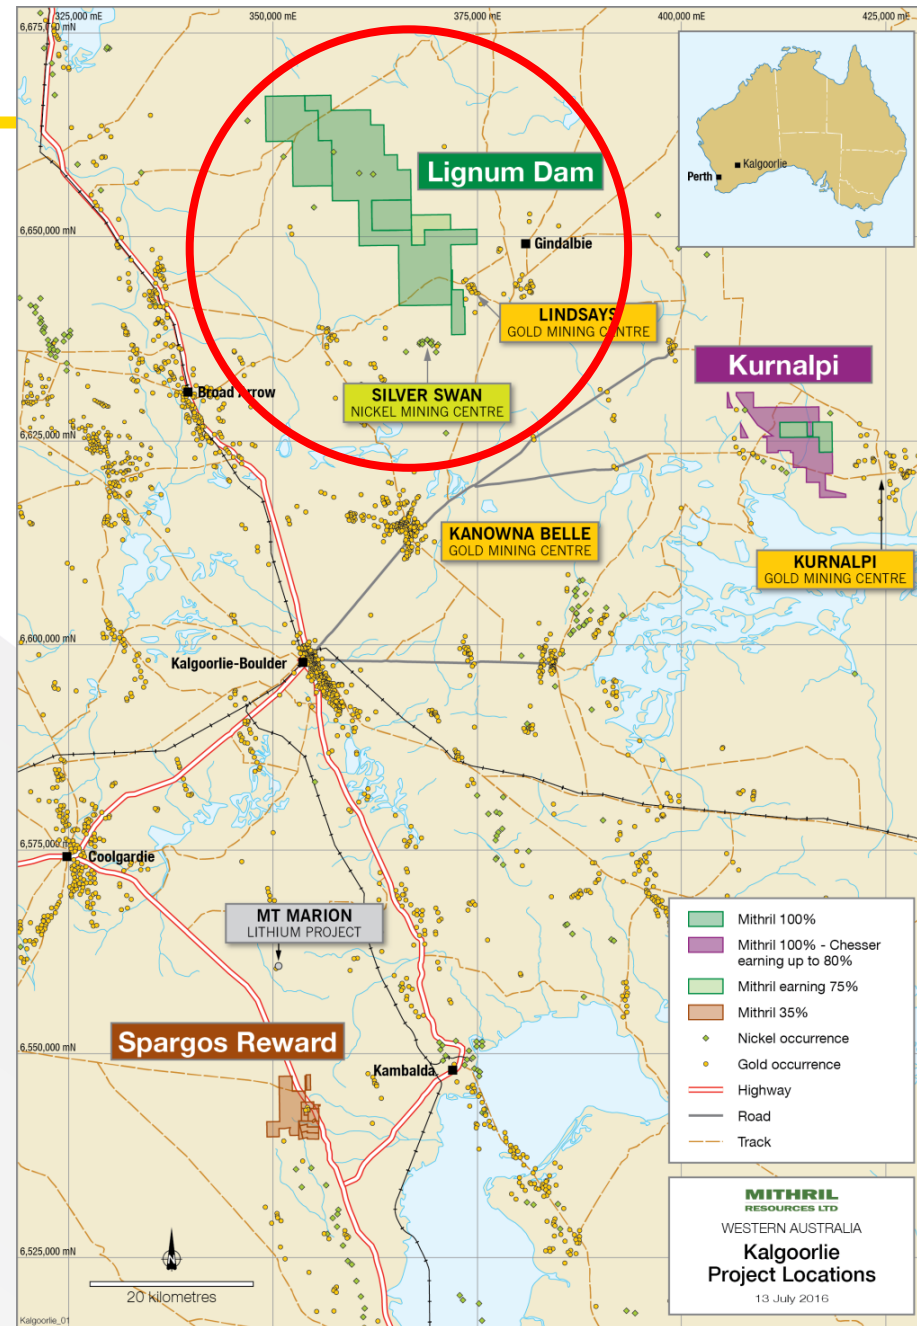 325,000 mE
350,000 mE
375,000 mE
400,000 mE
425,000 mE
6,675,000 mN
Kalgoorlie
Perth
Lignum Dam
6,650,000 mN
Gindalbie
LINDSAYS
GOLD MINING CENTRE
Kurnalpi
SILVER SWAN
NICKEL MINING CENTRE
Broad Arrow
6,625,000 mN
KANOWNA BELLE
GOLD MINING CENTRE
KURNALPI
GOLD MINING CENTRE
6,600,000 mN
Kalgoorlie-Boulder
6,575,000 mN
Coolgardie
MT MARION
LITHIUM PROJECT
Spargos Reward
6,550,000 mN
Kambalda
Mithril 100%
Mithril 100% - Chesser
earning up to 80%
Mithril earning 75%
Mithril 35%
Nickel occurrence
Gold occurrence
Highway
Road
Track
6,525,000 mN
N
20 kilometres
Kalgoorlie_01
MITHRIL
RESOURCES LTD
WESTERN AUSTRALIA
Kalgoorlie
Project Locations
13 July 2016